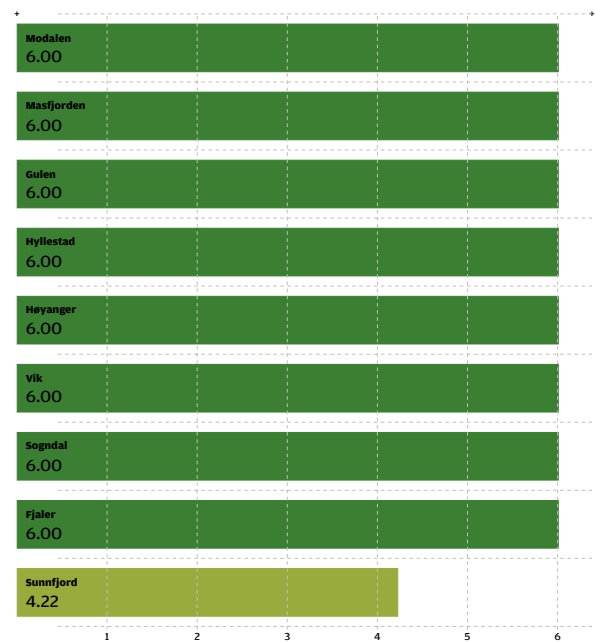 Modalen
6.00
Masfjorden
6.00
Gulen
6.00
Hyllestad
6.00
Høyanger
6.00
Vik
6.00
Sogndal
6.00
Fjaler
6.00
Sunnfjord
4.22
1 2 3 4 5 6